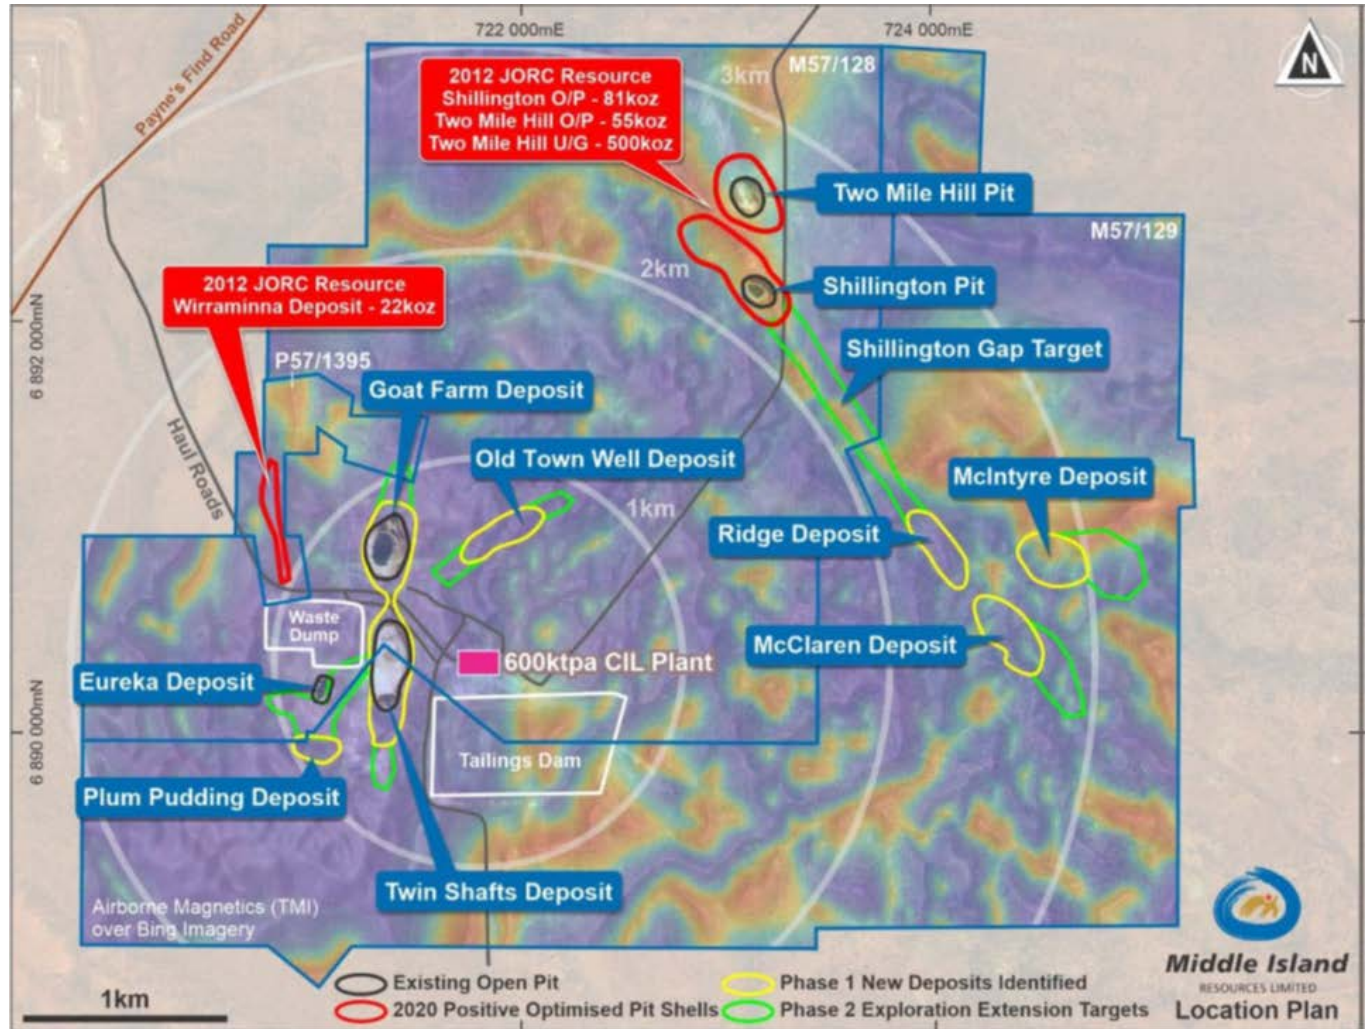 722 000mE
724 000mE
N
Payne's Find Road
2012 JORC Resource
Shillington O/P - 81koz
Two Mile Hill O/P - 55koz
Two Mile Hill U/G - 500koz
3km
M57/128
Two Mile Hill Pit
M57/129
2km
Shillington Pit
2012 JORC Resource
Wirraminna Deposit - 22koz
6 892 000mN
Shillington Gap Target
P57/1395
Goat Farm Deposit
Haul Roads
Old Town Well Deposit
McIntyre Deposit
1km
Ridge Deposit
Waste
Dump
McClaren Deposit
600ktpa CIL Plant
Eureka Deposit
6 890 000mN
Tailings Dam
Plum Pudding Deposit
Twin Shafts Deposit
Airborne Magnetics (TMI)
over Bing Imagery
Middle Island
RESOURCES LIMITED
Location Plan
1km
Existing Open Pit
2020 Positive Optimised Pit Shells
Phase 1 New Deposits Identified
Phase 2 Exploration Extension Targets